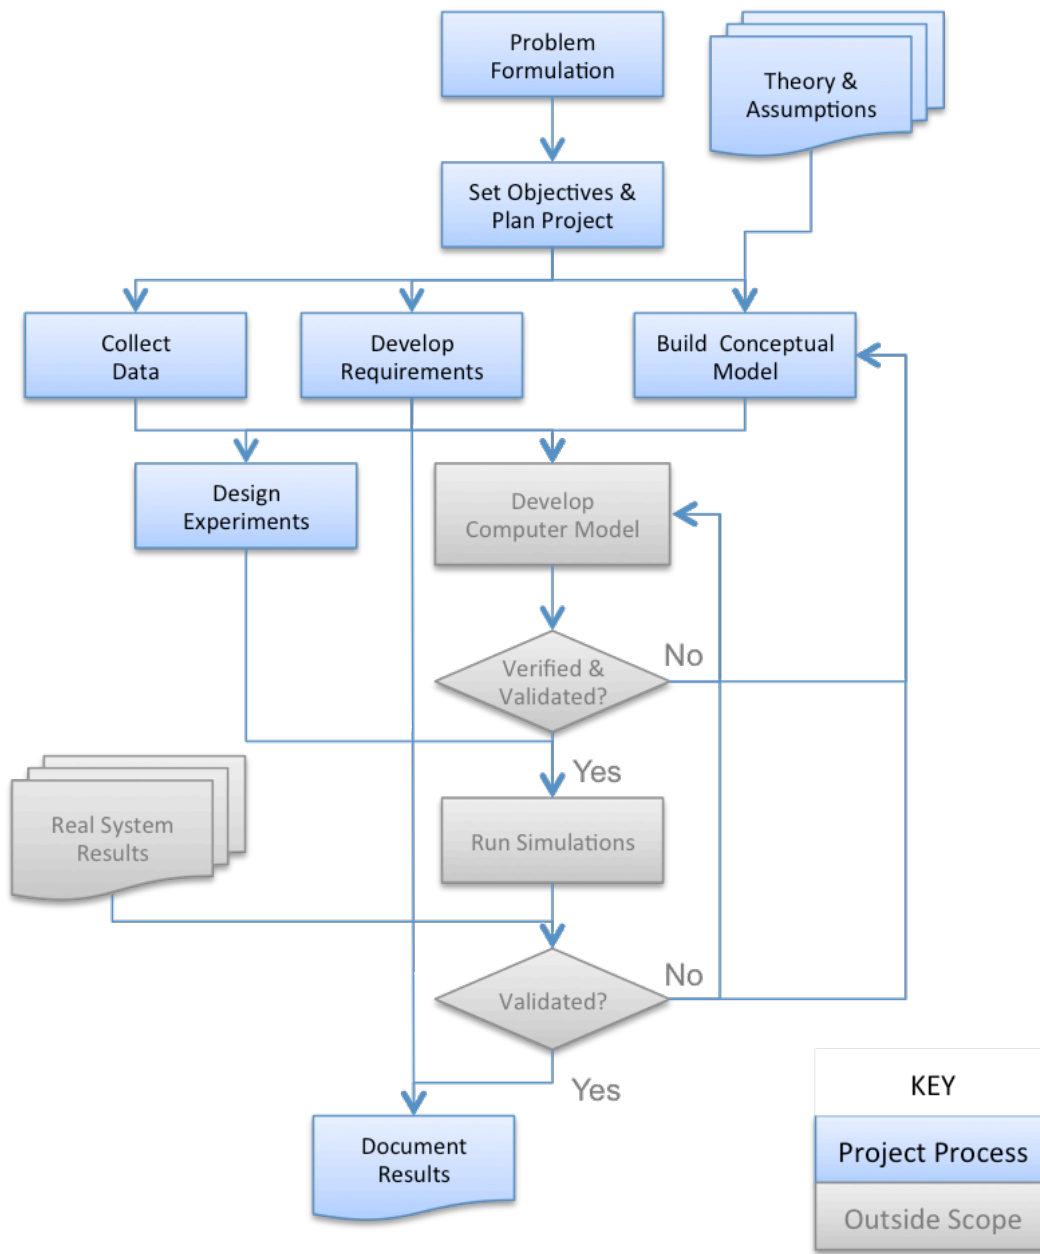 Problem
Formulation
Theory &
Assumptions
Set Objectives &
Plan Project
Collect
Data
Develop
Requirements
Build  Conceptual
Model
Design
Experiments
Develop
Computer Model
Verified &
Validated?
No
Yes
Real System
Results
Run Simulations
Validated?
No
Yes
Document
Results
KEY
Project Process
Outside Scope